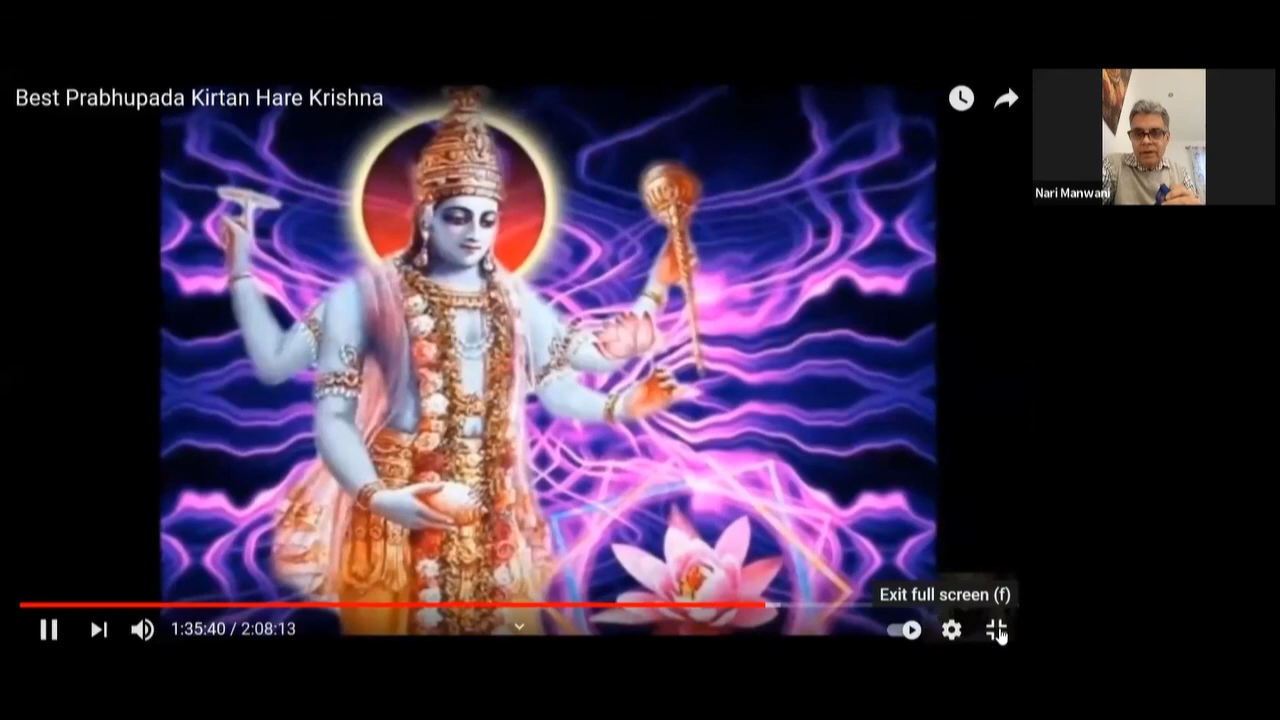 Best Prabhupada Kirtan Hare Krishna
Nari Manwani
Exit full screen (f)
1:35:40 / 2:08:13